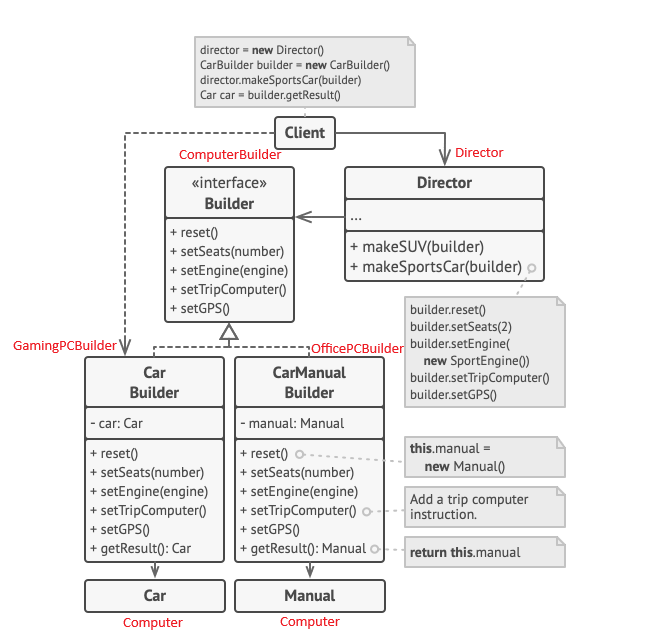 director = new Director()
CarBuilder builder = new CarBuilder()
director.makeSportsCar(builder)
Car car = builder.getResult()
Client
ComputerBuilder
Director
«interface»
Builder
+ reset()
+ setSeats(number)
+ setEngine(engine)
+ setTripComputer()
+ setGPS()
Director
...
+ makeSUV(builder)
+ makeSportsCar(builder)
builder.reset()
builder.setSeats(2)
builder.setEngine(
new SportEngine())
builder.setTripComputer()
builder.setGPS()
GamingPCBuilder
OfficePCBuilder
Car
Builder
- car: Car
+ reset()
+ setSeats(number)
+ setEngine(engine)
+ setTripComputer()
+ setGPS()
+ getResult(): Car
CarManual
Builder
- manual: Manual
+ reset()
+ setSeats(number)
+ setEngine(engine)
+ setTripComputer()
+ setGPS()
+ getResult(): Manual
this.manual =
new Manual()
Add a trip computer
instruction.
return this.manual
Car
Manual
Computer
Computer